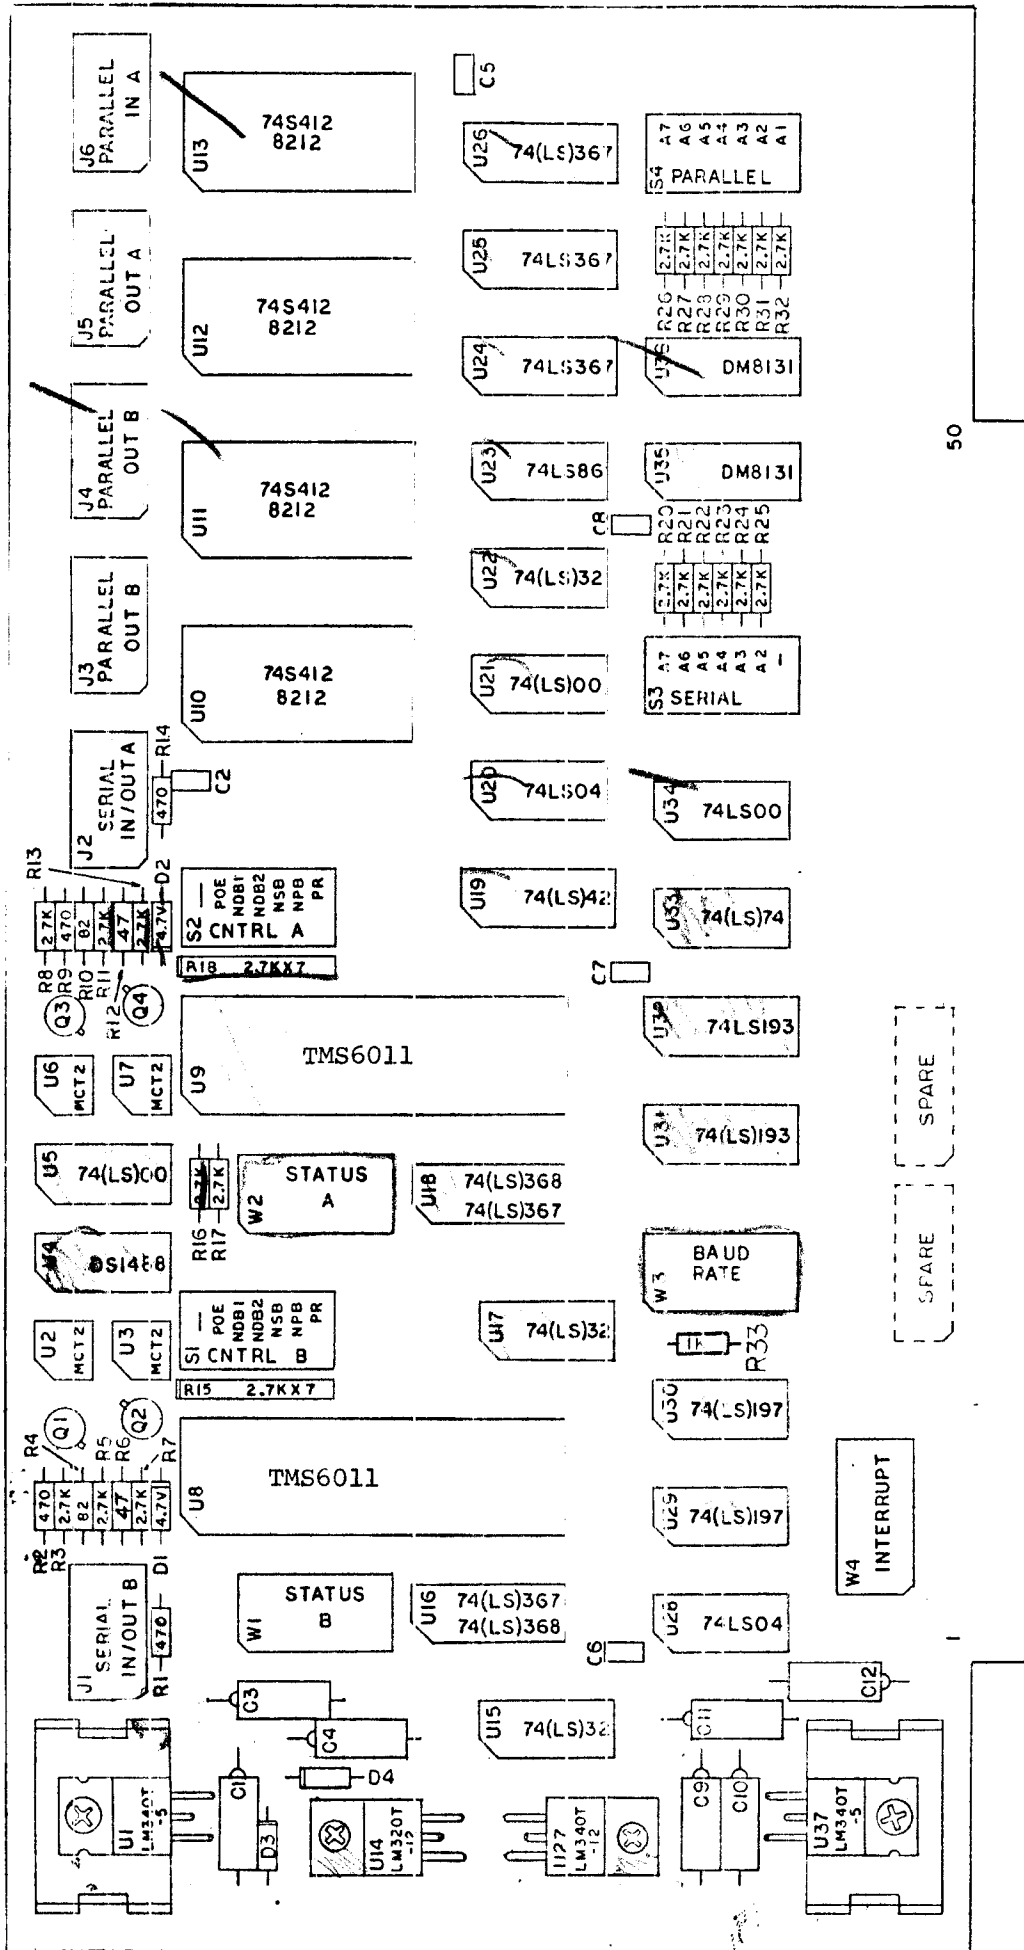 J6
PARALLEL
IN A
J5
PARALLEL
OUT A
J4
PARALLEL
OUT B
J3
PARALLEL
OUT B
J2
SERIAL
IN/OUT A
R14
470
C2
U13
74S412
8212
U12
74S412
8212
U11
74S412
8212
U10
74S412
8212
C5
U26
74(LS)367
U25
74LS367
U24
74LS367
U23
74LS86
U22
74(LS)32
U21
74(LS)00
U20
74LS04
U19
74(LS)42
S4 PARALLEL
A7
A6
A5
A4
A3
A2
A1
R26 2.7K
R27 2.7K
R28 2.7K
R29 2.7K
R30 2.7K
R31 2.7K
R32 2.7K
U36
DM8131
U35
DM8131
C8
R20 2.7K
R21 2.7K
R22 2.7K
R23 2.7K
R24 2.7K
R25 2.7K
S3 SERIAL
A7
A6
A5
A4
A3
A2
—
U34
74LS00
U33
74(LS)74
C7
U32
74LS193
U31
74(LS)193
50
R13
R8 2.7K
R9 470
R10 82
R11 2.7K
R12 47
2.7K
4.7V D2
Q3
Q4
S2 CNTRL A
—
POE
NDB1
NDB2
NSB
NPB
PR
R18 2.7KX7
U9
TMS6011
U6
MCT2
U7
MCT2
U5
74(LS)00
U4
DS1488
R16 2.7K
R17 2.7K
W2
STATUS
A
U18
74(LS)368
74(LS)367
W3
BAUD
RATE
SPARE
SPARE
U2
MCT2
U3
MCT2
S1 CNTRL B
—
POE
NDB1
NDB2
NSB
NPB
PR
R15 2.7KX7
U17
74(LS)32
1K
R33
Q1
Q2
R4
R5
R6
R7
R2 470
R3 2.7K
82
2.7K
47
2.7K
D1 4.7V
U8
TMS6011
U30
74(LS)197
U29
74(LS)197
U28
74LS04
W4
INTERRUPT
1
J1
SERIAL
IN/OUT B
R1 470
W1
STATUS
B
U16
74(LS)367
74(LS)368
C6
C3
C4
D4
U15
74(LS)32
C11
C12
U1
LM340T
-5
C1
D3
U14
LM320T
-12
U27
LM340T
-12
C9
C10
U37
LM340T
-5